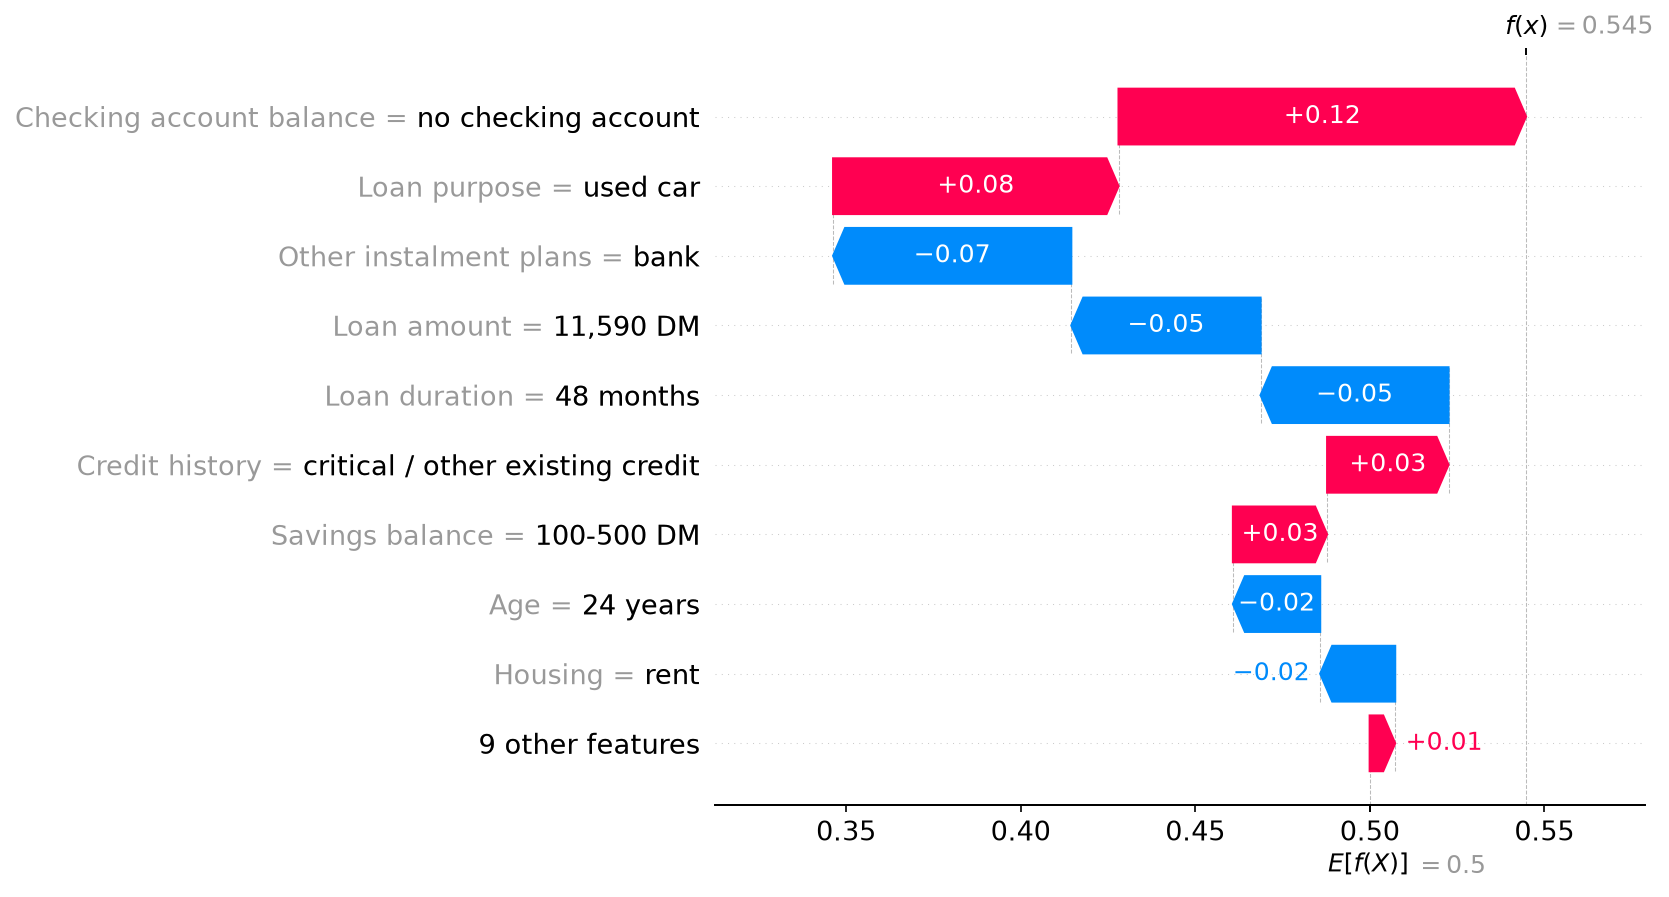 f(x) = 0.545
Checking account balance = no checking account
+0.12
Loan purpose = used car
+0.08
Other instalment plans = bank
−0.07
Loan amount = 11,590 DM
−0.05
Loan duration = 48 months
−0.05
Credit history = critical / other existing credit
+0.03
Savings balance = 100-500 DM
+0.03
Age = 24 years
−0.02
Housing = rent
−0.02
9 other features
+0.01
0.35 0.40 0.45 0.50 0.55
E[f(X)] = 0.5